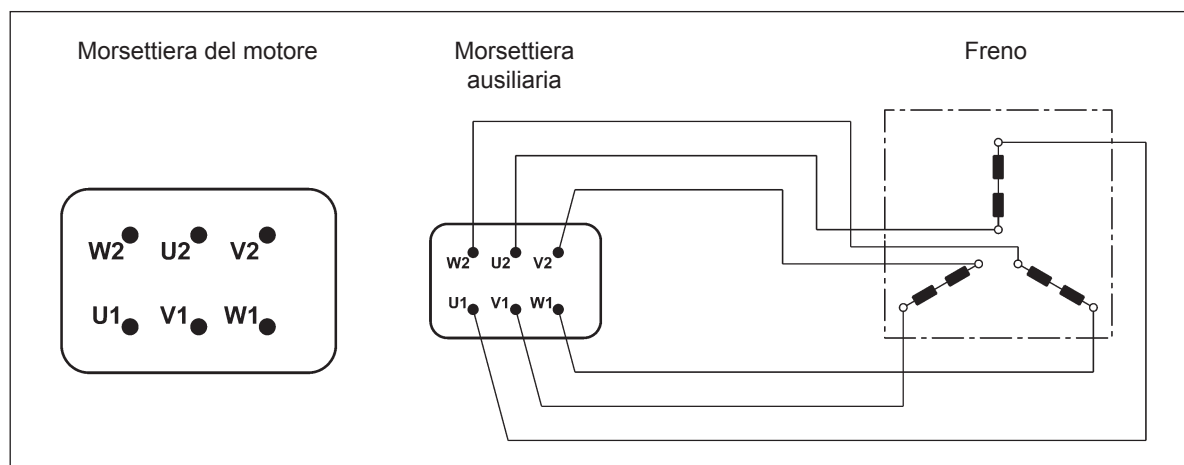 Morsettiera del motore
Morsettiera
ausiliaria
Freno
W2 U2 V2
U1 V1 W1
W2 U2 V2
U1 V1 W1